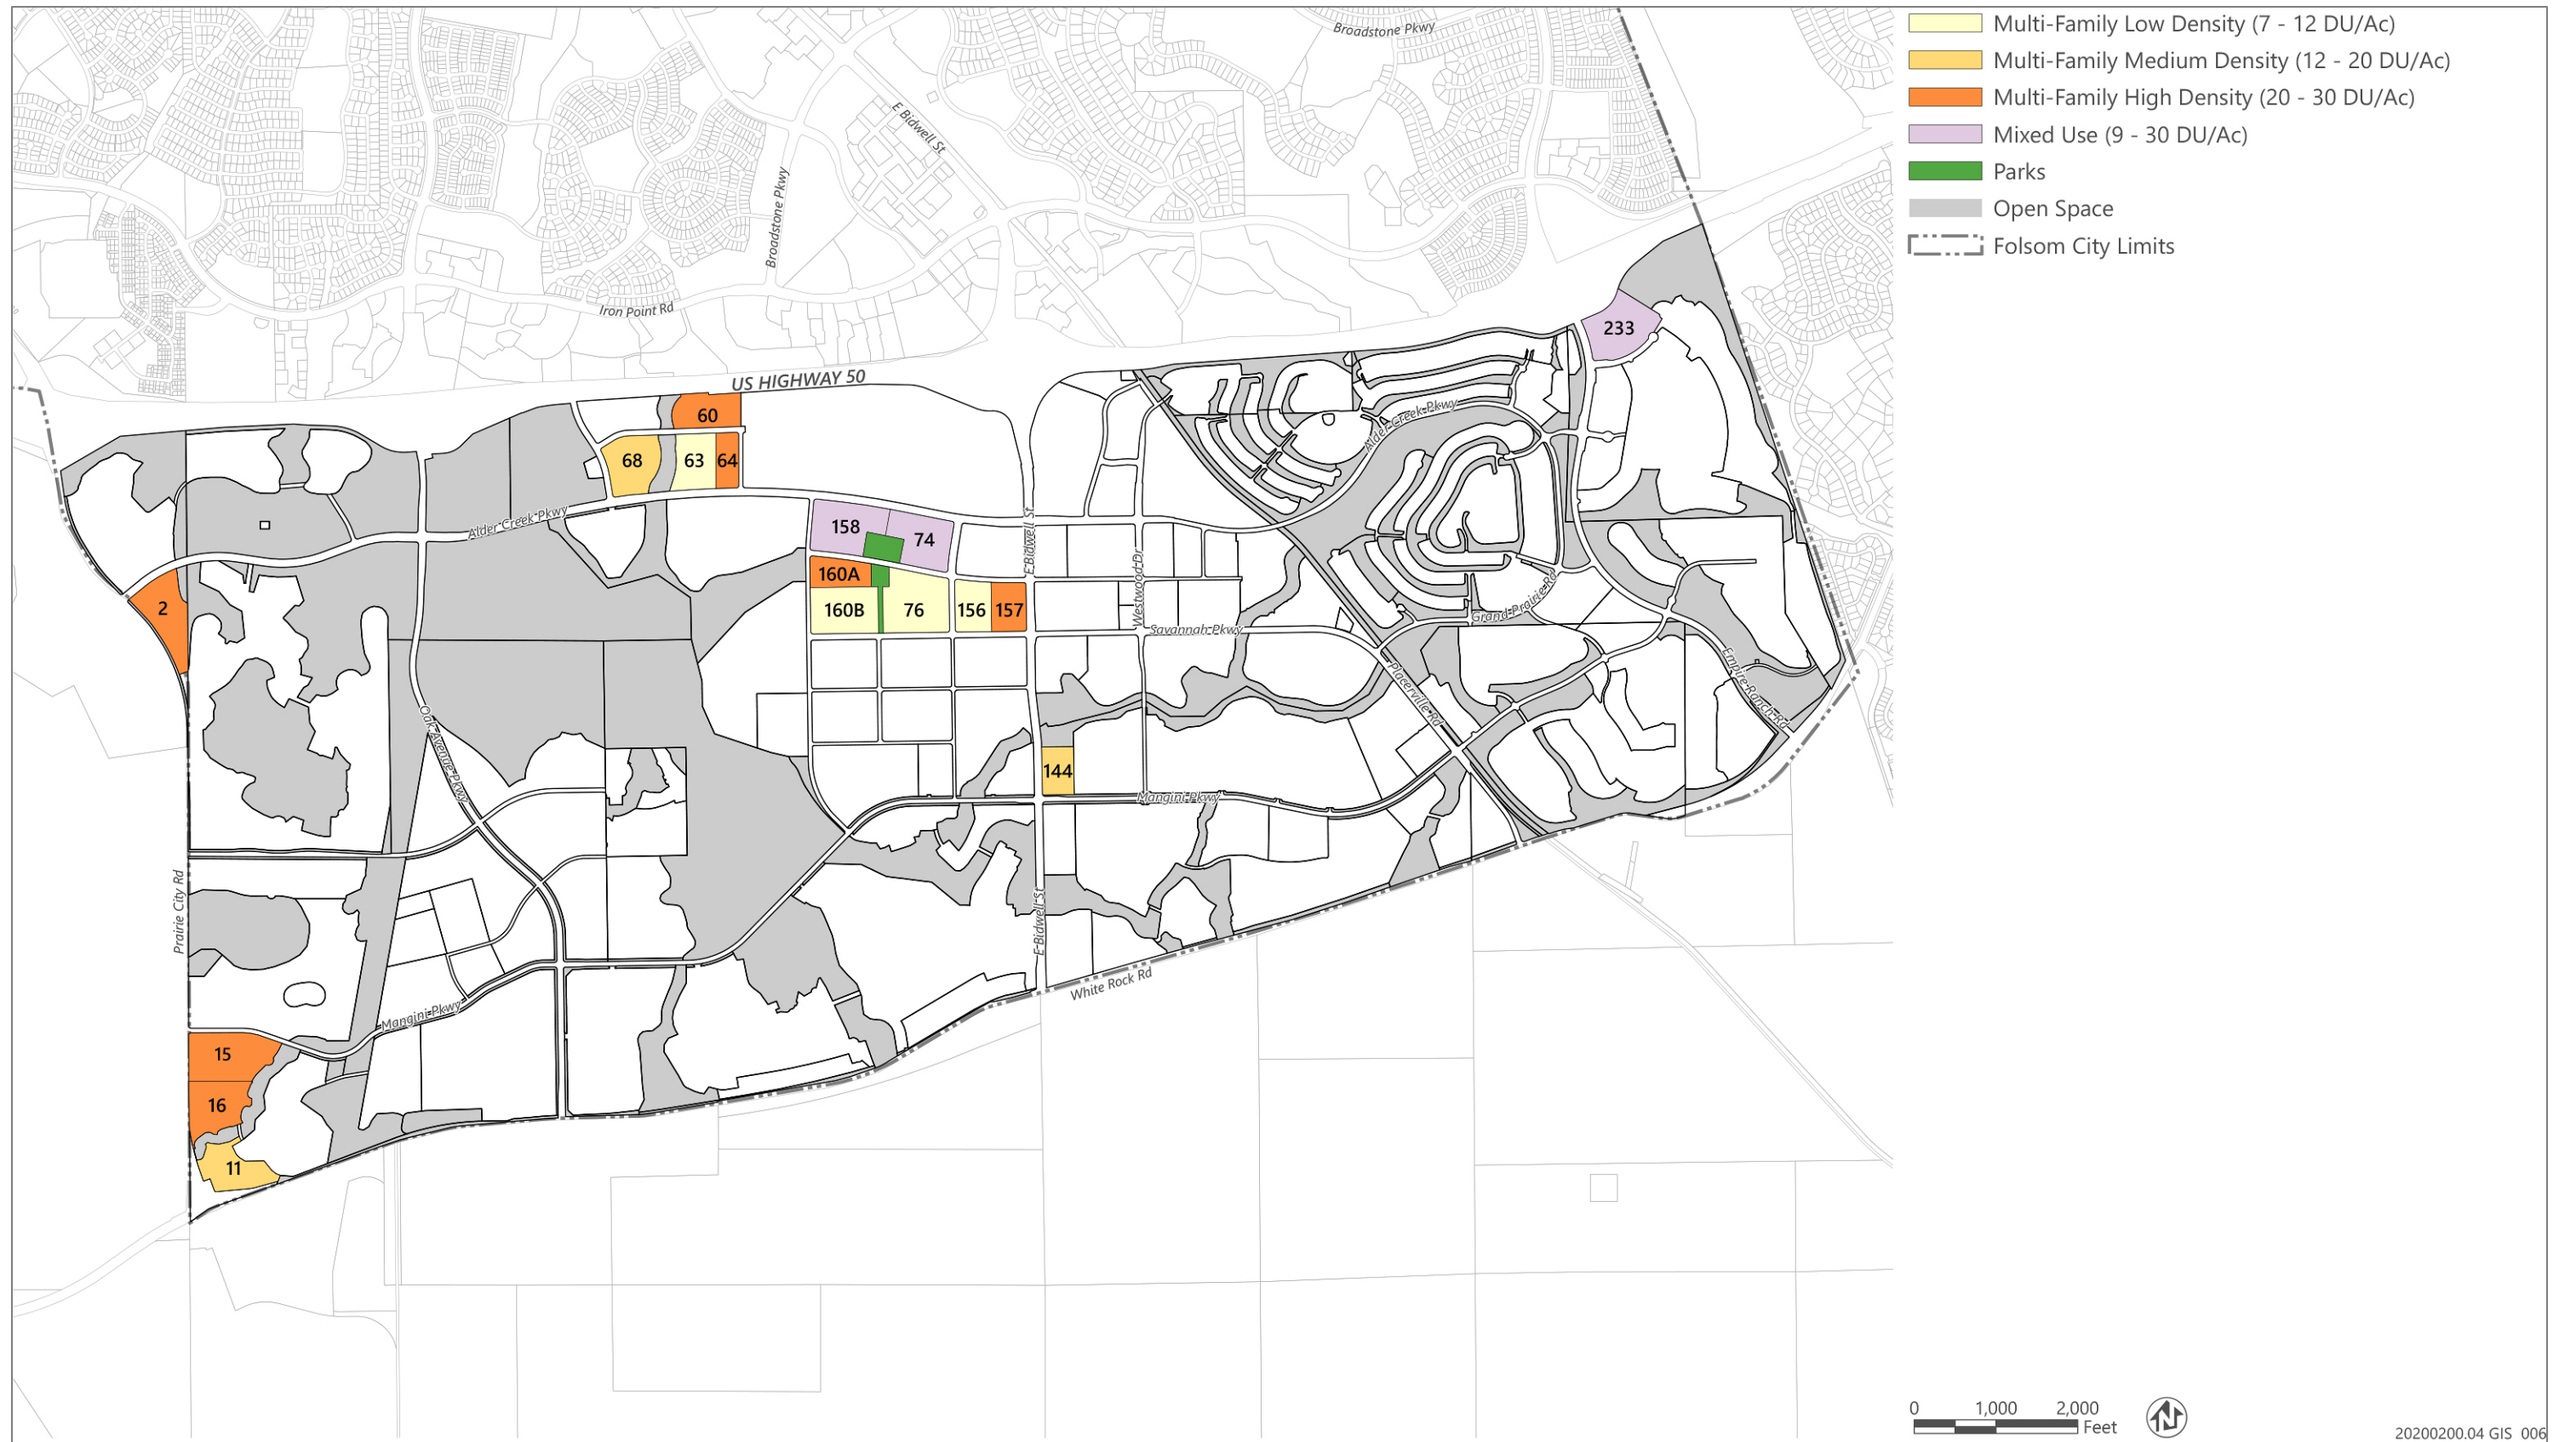 Broadstone Pkwy
E Bidwell St
Broadstone Pkwy
Iron Point Rd
US HIGHWAY 50
233
60
68
63
64
Alder Creek Pkwy
Alder Creek Pkwy
158
74
E Bidwell St
Westwood Dr
160A
2
160B
76
156
157
Grand Prairie Rd
Savannah Pkwy
Placerville Rd
Empire Ranch Rd
Oak Avenue Pkwy
144
Mangini Pkwy
Prairie City Rd
E Bidwell St
White Rock Rd
Mangini Pkwy
15
16
11
Multi-Family Low Density (7 - 12 DU/Ac)
Multi-Family Medium Density (12 - 20 DU/Ac)
Multi-Family High Density (20 - 30 DU/Ac)
Mixed Use (9 - 30 DU/Ac)
Parks
Open Space
Folsom City Limits
0 1,000 2,000
Feet
N
20200200.04 GIS 006